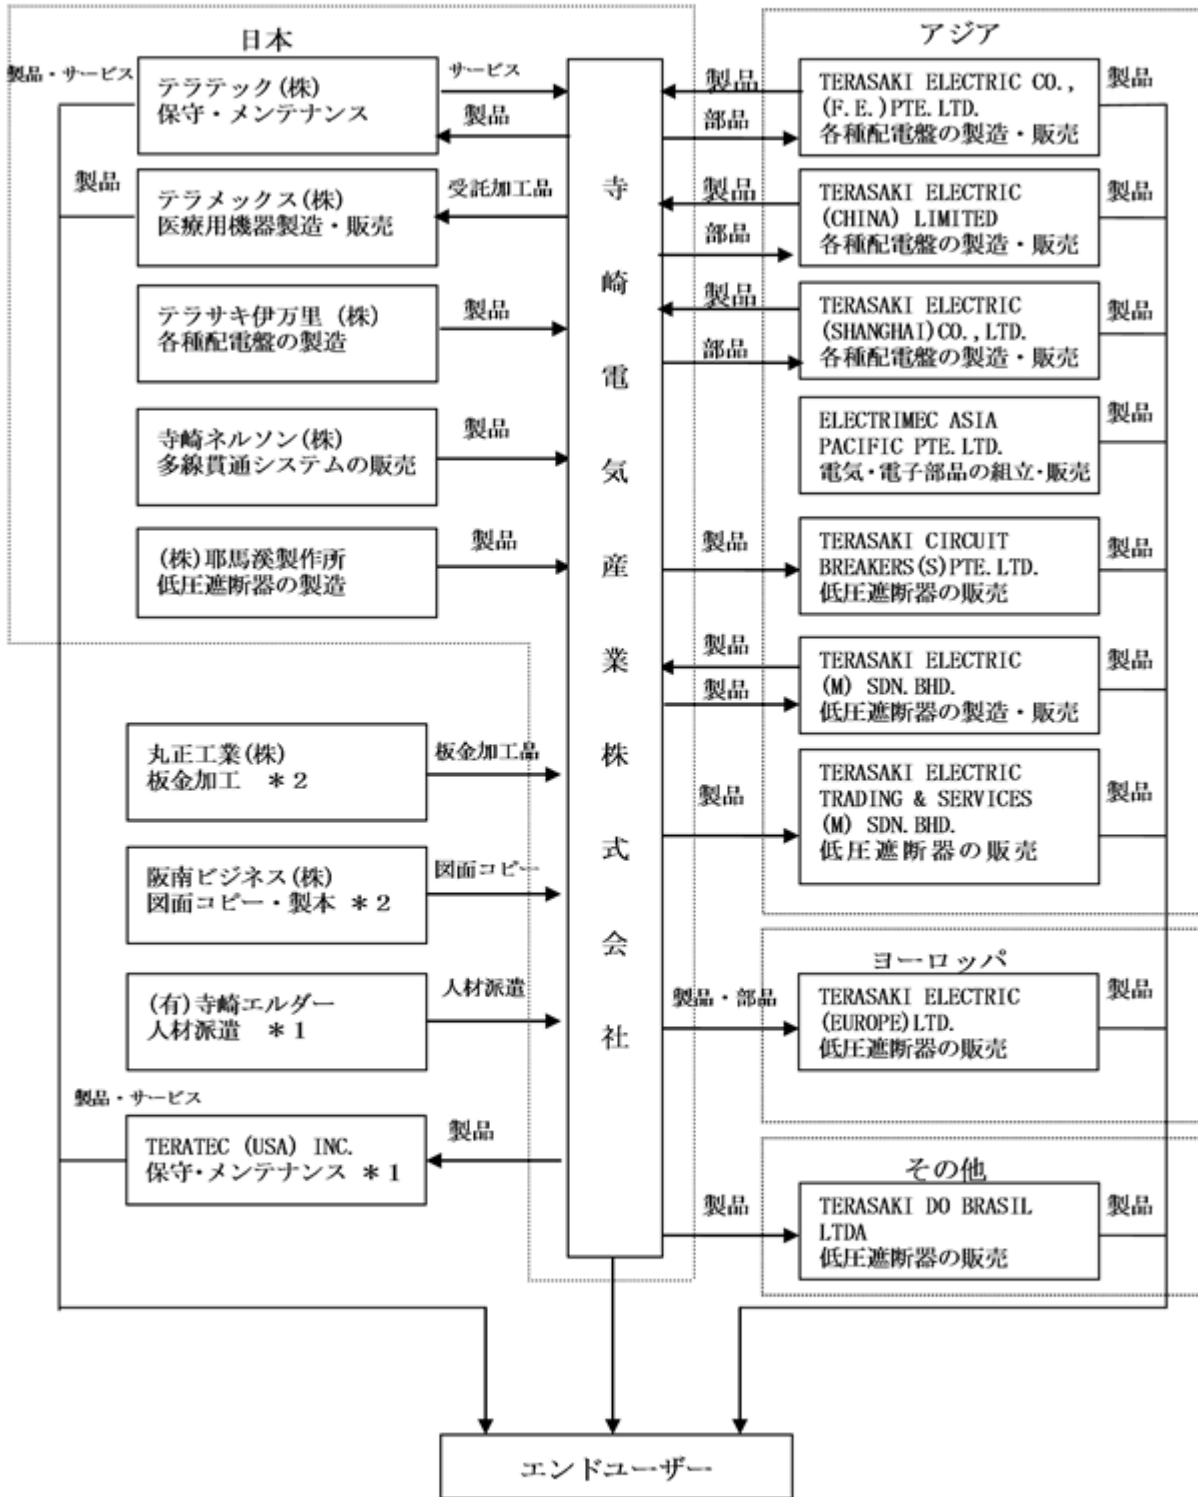 日本
製品・サービス
テラテック(株)
保守・メンテナンス
サービス
製品
製品
テラメックス(株)
医療用機器製造・販売
受託加工品
テラサキ伊万里(株)
各種配電盤の製造
製品
寺崎ネルソン(株)
多線貫通システムの販売
製品
(株)耶馬溪製作所
低圧遮断器の製造
製品
丸正工業(株)
板金加工 *2
板金加工品
阪南ビジネス(株)
図面コピー・製本 *2
図面コピー
(有)寺崎エルダー
人材派遣 *1
人材派遣
製品・サービス
TERATEC (USA) INC.
保守・メンテナンス *1
製品
寺崎電気産業株式会社
アジア
製品
部品
TERASAKI ELECTRIC CO.,
(F.E.)PTE.LTD.
各種配電盤の製造・販売
製品
製品
部品
TERASAKI ELECTRIC
(CHINA) LIMITED
各種配電盤の製造・販売
製品
製品
部品
TERASAKI ELECTRIC
(SHANGHAI)CO.,LTD.
各種配電盤の製造・販売
製品
ELECTRIMEC ASIA
PACIFIC PTE.LTD.
電気・電子部品の組立・販売
製品
製品
TERASAKI CIRCUIT
BREAKERS(S)PTE.LTD.
低圧遮断器の販売
製品
製品
製品
TERASAKI ELECTRIC
(M) SDN.BHD.
低圧遮断器の製造・販売
製品
製品
TERASAKI ELECTRIC
TRADING & SERVICES
(M) SDN.BHD.
低圧遮断器の販売
製品
ヨーロッパ
製品・部品
TERASAKI ELECTRIC
(EUROPE)LTD.
低圧遮断器の販売
製品
その他
製品
TERASAKI DO BRASIL
LTDA
低圧遮断器の販売
製品
エンドユーザー